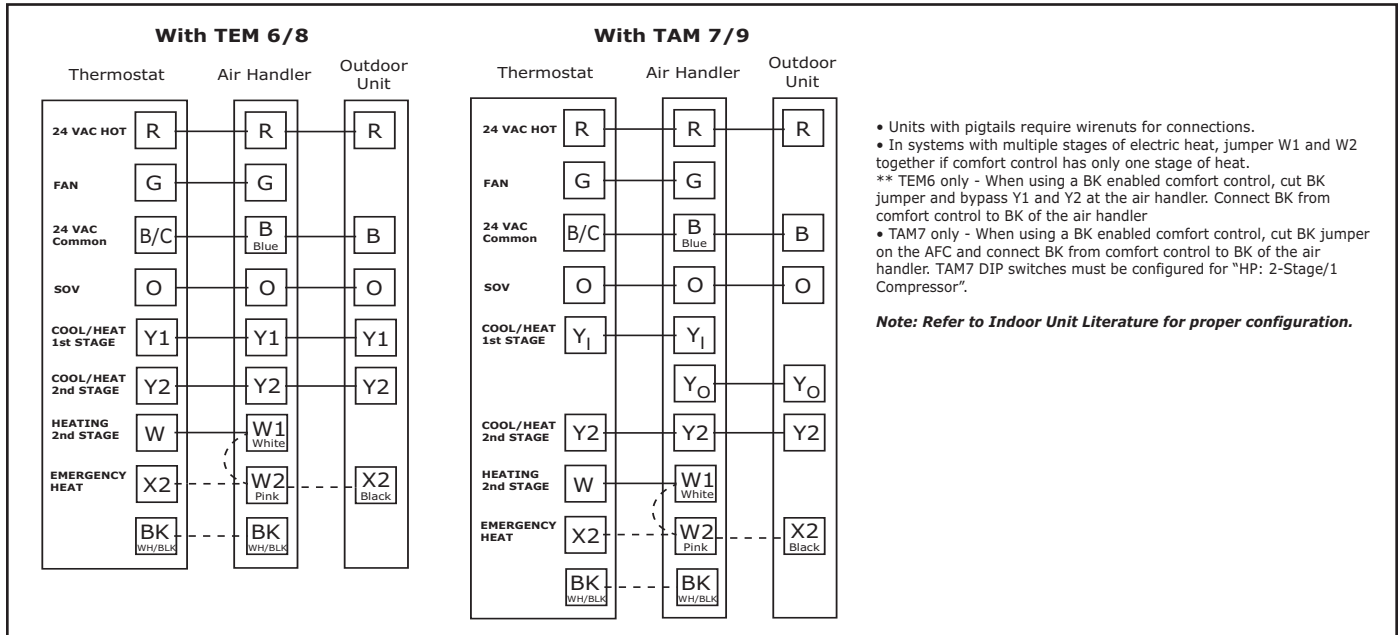 With TEM 6/8
Thermostat Air Handler Outdoor
Unit
24 VAC HOT R R R
FAN G G
24 VAC
Common B/C B
Blue B
SOV O O O
COOL/HEAT
1st STAGE Y1 Y1 Y1
COOL/HEAT
2nd STAGE Y2 Y2 Y2
HEATING
2nd STAGE W W1
White
EMERGENCY
HEAT X2 W2
Pink X2
Black
BK
WH/BLK BK
WH/BLK
With TAM 7/9
Thermostat Air Handler Outdoor
Unit
24 VAC HOT R R R
FAN G G
24 VAC
Common B/C B
Blue B
SOV O O O
COOL/HEAT
1st STAGE YI YI
YO YO
COOL/HEAT
2nd STAGE Y2 Y2 Y2
HEATING
2nd STAGE W W1
White
EMERGENCY
HEAT X2 W2
Pink X2
Black
BK
WH/BLK BK
WH/BLK
• Units with pigtails require wirenuts for connections.
• In systems with multiple stages of electric heat, jumper W1 and W2
together if comfort control has only one stage of heat.
** TEM6 only - When using a BK enabled comfort control, cut BK
jumper and bypass Y1 and Y2 at the air handler. Connect BK from
comfort control to BK of the air handler
• TAM7 only - When using a BK enabled comfort control, cut BK jumper
on the AFC and connect BK from comfort control to BK of the air
handler. TAM7 DIP switches must be configured for “HP: 2-Stage/1
Compressor”.
Note: Refer to Indoor Unit Literature for proper configuration.